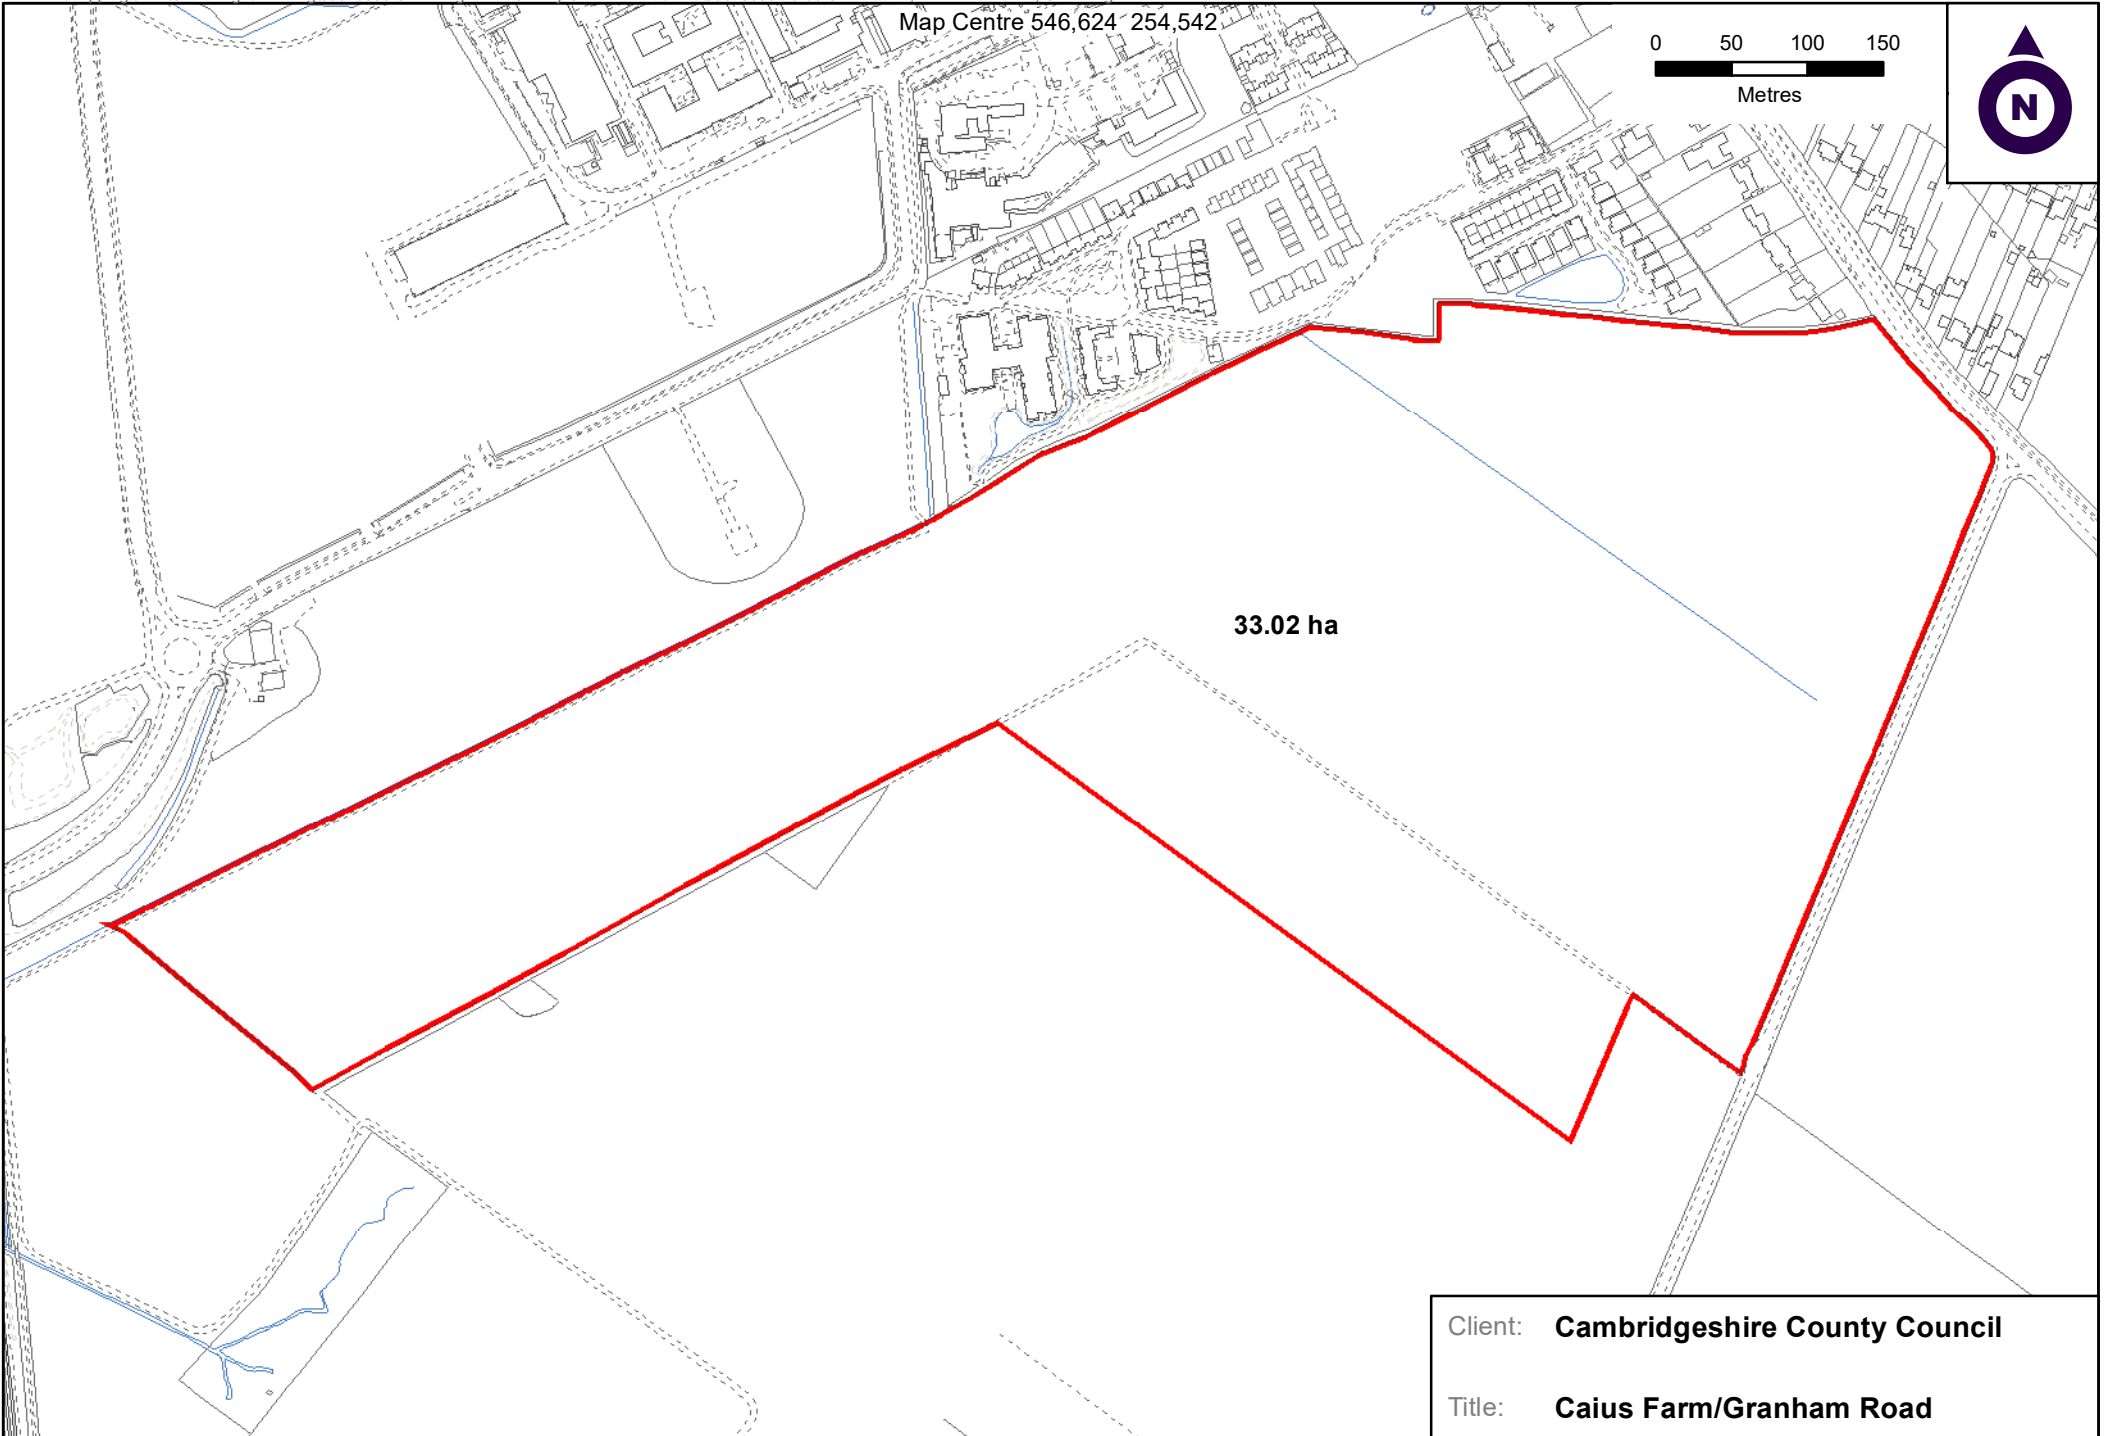 Map Centre 546,624 254,542
0 50 100 150
Metres
N
33.02 ha
Client: Cambridgeshire County Council
Title: Caius Farm/Granham Road